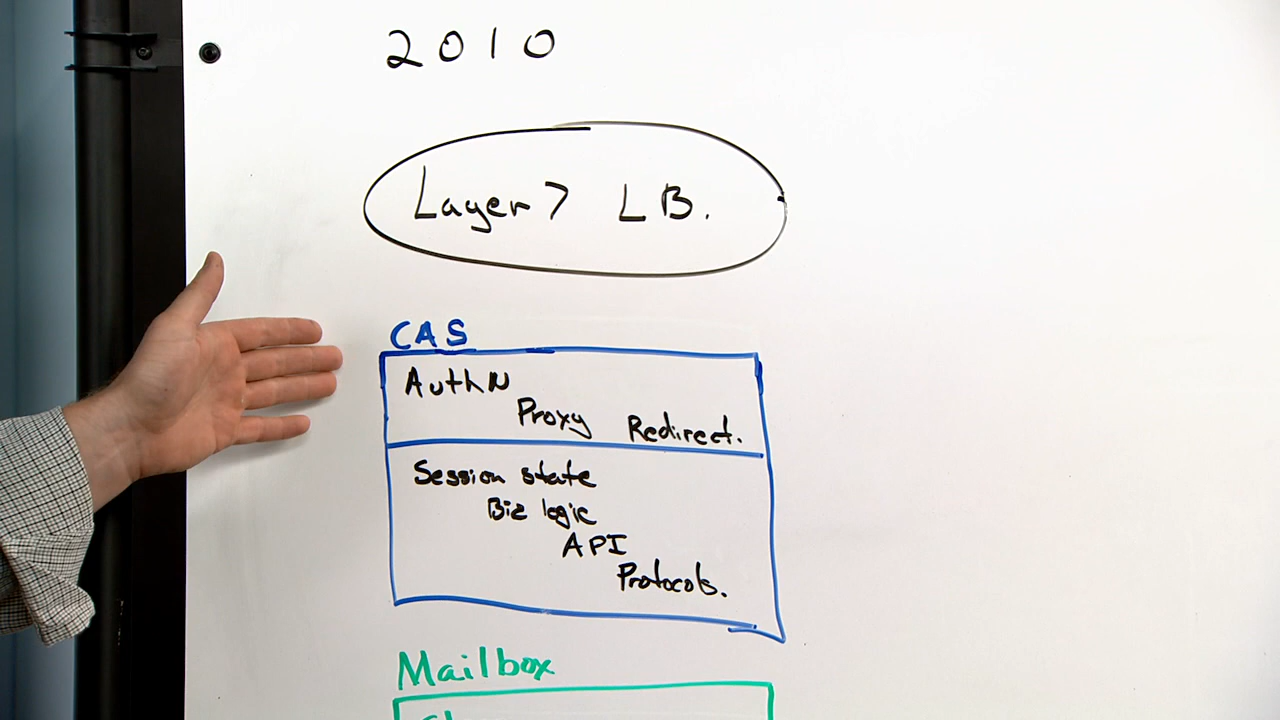 2010
Layer 7 LB.
CAS
AuthN
Proxy Redirect.
Session state
Biz logic
API
Protocols.
Mailbox